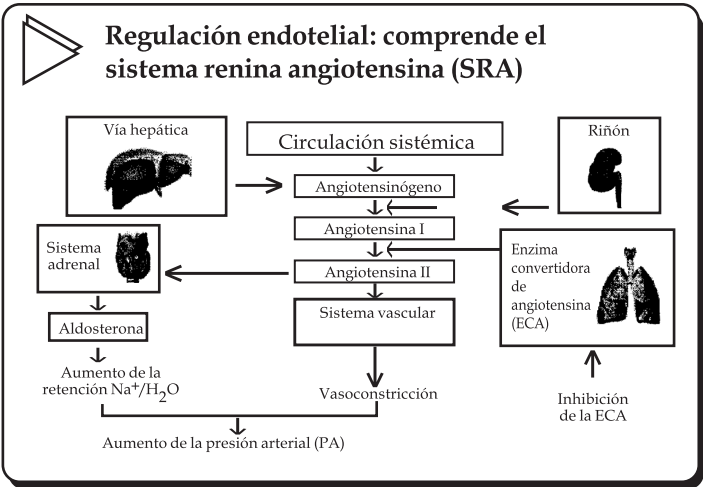 Regulación endotelial: comprende el
sistema renina angiotensina (SRA)
Vía hepática
Circulación sistémica
Riñón
Angiotensinógeno
Angiotensina I
Sistema
adrenal
Enzima
convertidora
de
angiotensina
(ECA)
Angiotensina II
Sistema vascular
Aldosterona
Aumento de la
retención Na+/H2O
Vasoconstricción
Inhibición
de la ECA
Aumento de la presión arterial (PA)